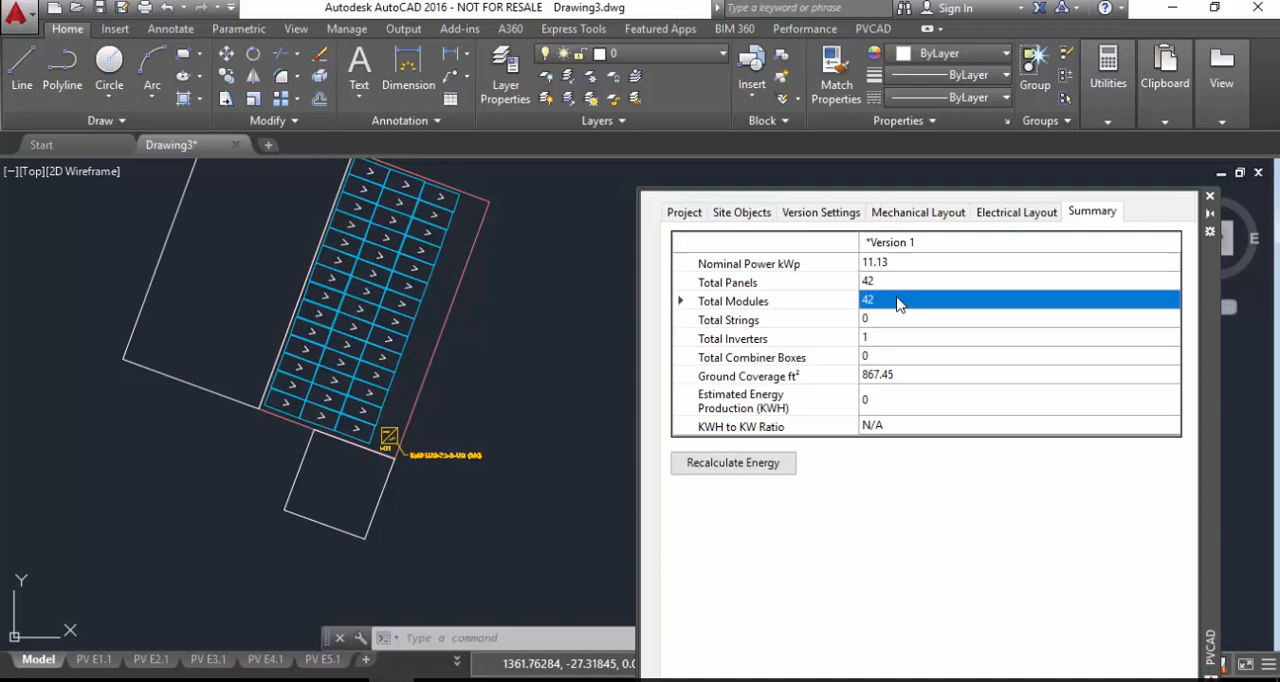 Autodesk AutoCAD 2016 - NOT FOR RESALE Drawing3.dwg
Type a keyword or phrase
Sign In
Home Insert Annotate Parametric View Manage Output Add-ins A360 Express Tools Featured Apps BIM 360 Performance PVCAD
Line Polyline Circle Arc
Text Dimension
Layer Properties
0
Insert
Match Properties
ByLayer
ByLayer
ByLayer
Group
Utilities
Clipboard
View
Draw Modify Annotation Layers Block Properties Groups
Start Drawing3*
[−][Top][2D Wireframe]
E
Project Site Objects Version Settings Mechanical Layout Electrical Layout Summary
*Version 1
Nominal Power kWp 11.13
Total Panels 42
Total Modules 42
Total Strings 0
Total Inverters 1
Total Combiner Boxes 0
Ground Coverage ft² 867.45
Estimated Energy Production (KWH) 0
KWH to KW Ratio N/A
Recalculate Energy
Y
X
Type a command
PVCAD
Model PV E1.1 PV E2.1 PV E3.1 PV E4.1 PV E5.1
1361.76284, -27.31845, 0.0